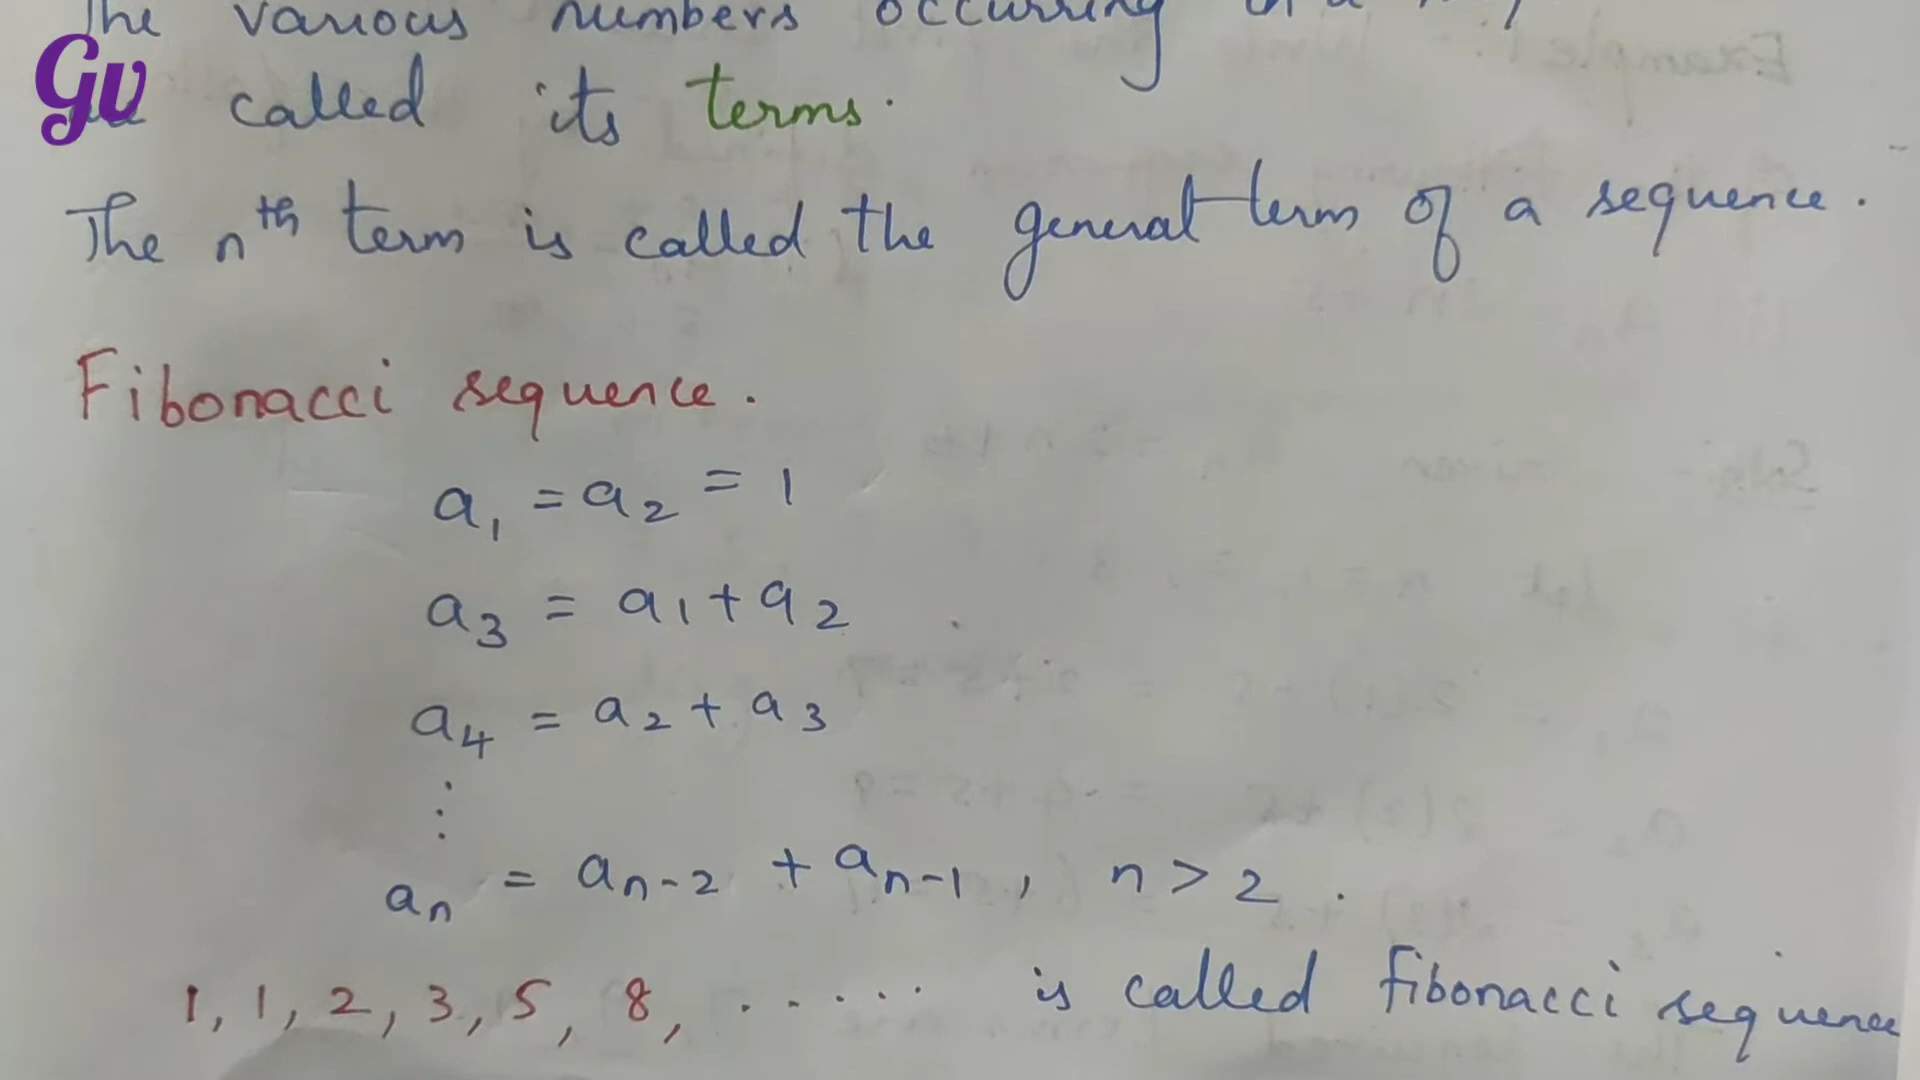 The various numbers occurring in a
GV
called its terms.
The nth term is called the general term of a sequence.
Fibonacci sequence.
a₁ = a₂ = 1
a₃ = a₁ + a₂
a₄ = a₂ + a₃
⋮
aₙ = aₙ₋₂ + aₙ₋₁, n > 2.
1, 1, 2, 3, 5, 8, ..... is called Fibonacci sequence